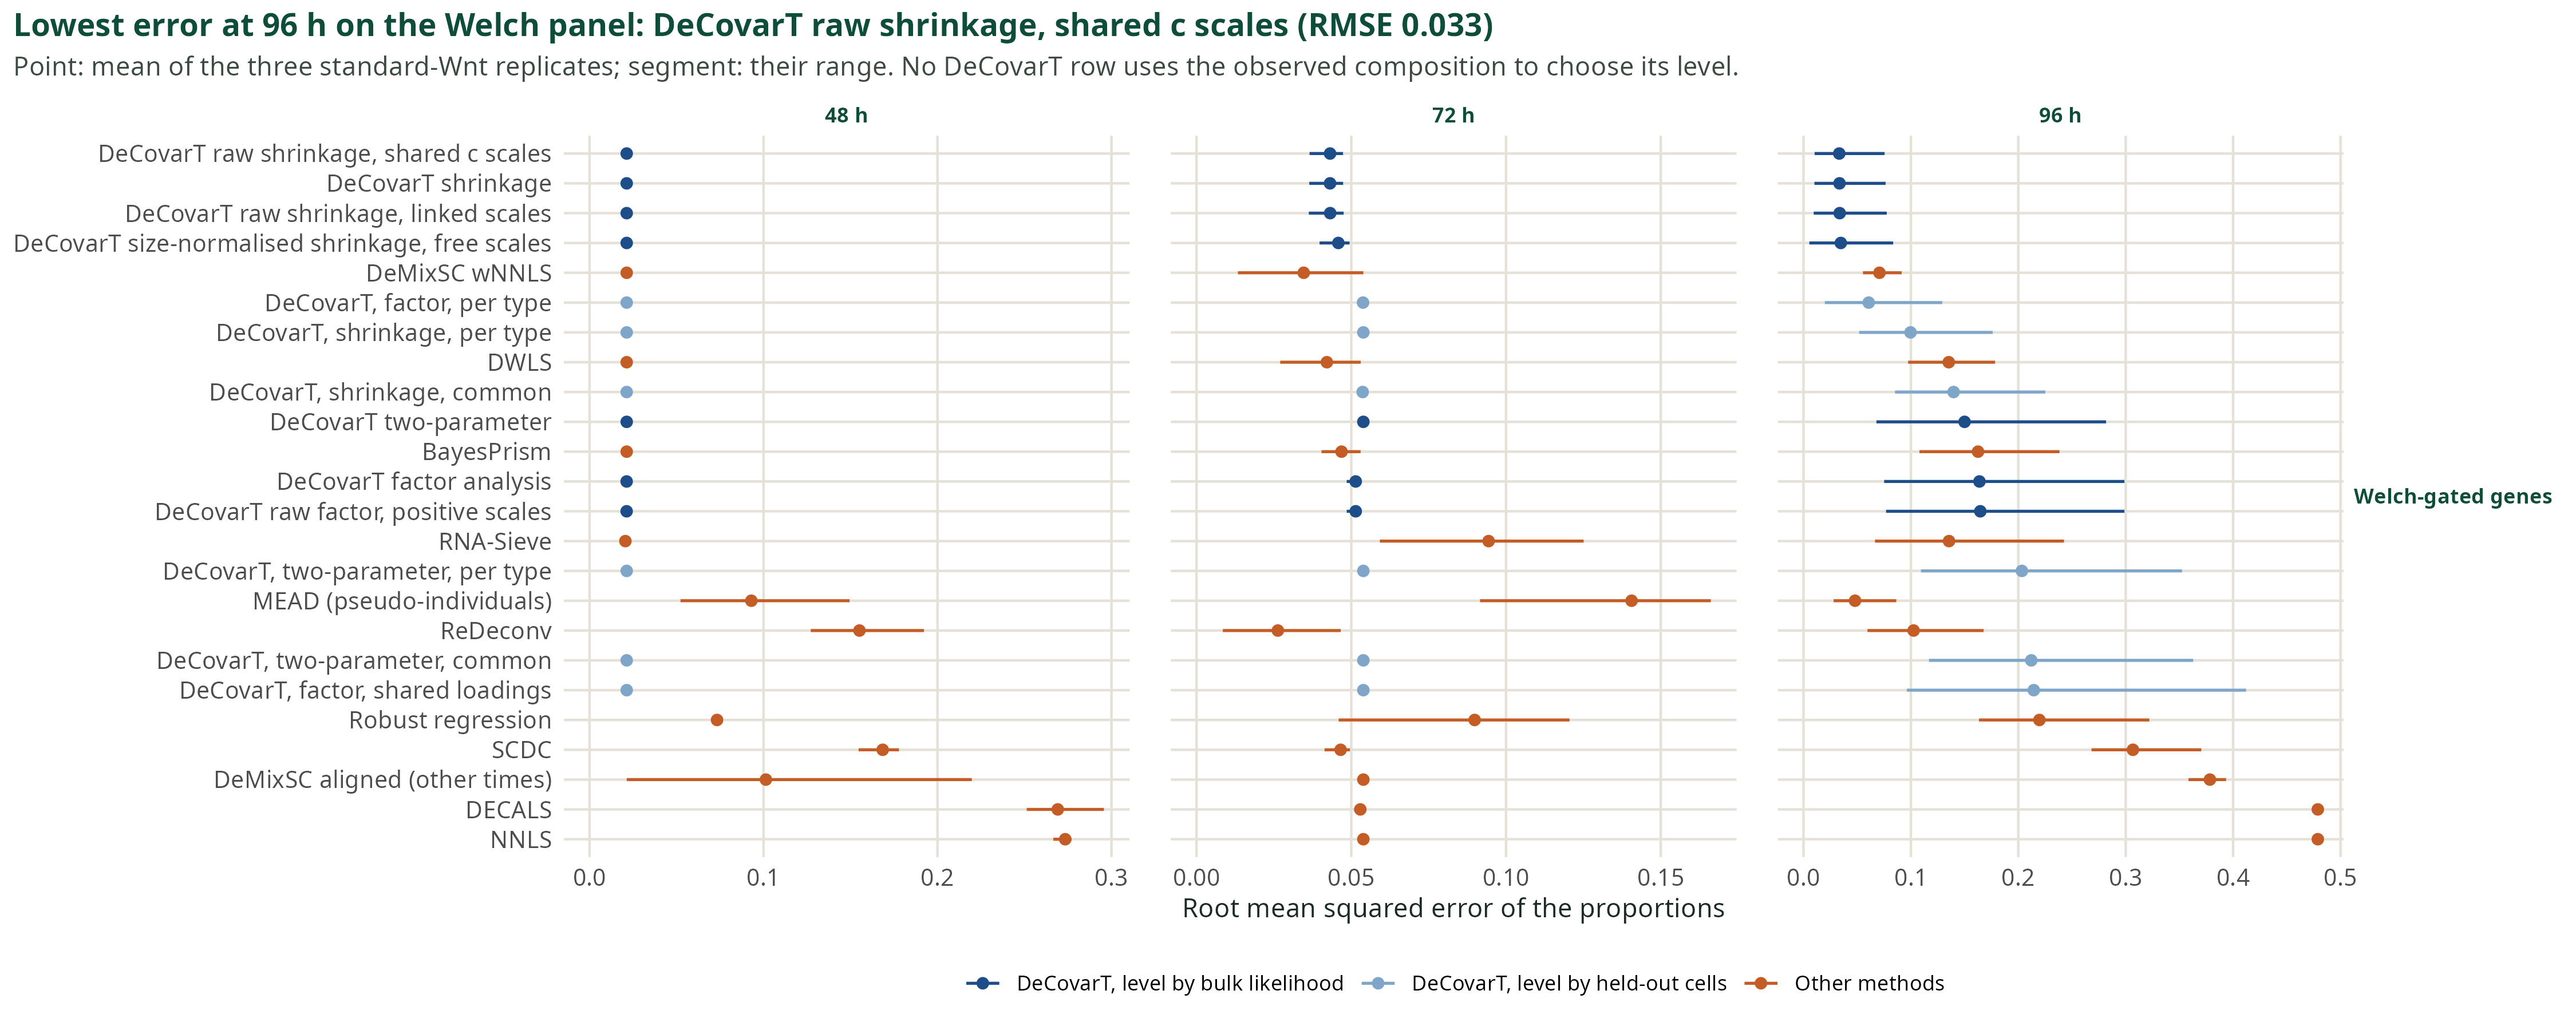 Lowest error at 96 h on the Welch panel: DeCovarT raw shrinkage, shared c scales (RMSE 0.033)
Point: mean of the three standard-Wnt replicates; segment: their range. No DeCovarT row uses the observed composition to choose its level.
48 h
72 h
96 h
DeCovarT raw shrinkage, shared c scales
DeCovarT shrinkage
DeCovarT raw shrinkage, linked scales
DeCovarT size-normalised shrinkage, free scales
DeMixSC wNNLS
DeCovarT, factor, per type
DeCovarT, shrinkage, per type
DWLS
DeCovarT, shrinkage, common
DeCovarT two-parameter
BayesPrism
DeCovarT factor analysis
DeCovarT raw factor, positive scales
RNA-Sieve
DeCovarT, two-parameter, per type
MEAD (pseudo-individuals)
ReDeconv
DeCovarT, two-parameter, common
DeCovarT, factor, shared loadings
Robust regression
SCDC
DeMixSC aligned (other times)
DECALS
NNLS
Welch-gated genes
0.0 0.1 0.2 0.3
0.00 0.05 0.10 0.15
0.0 0.1 0.2 0.3 0.4 0.5
Root mean squared error of the proportions
DeCovarT, level by bulk likelihood
DeCovarT, level by held-out cells
Other methods